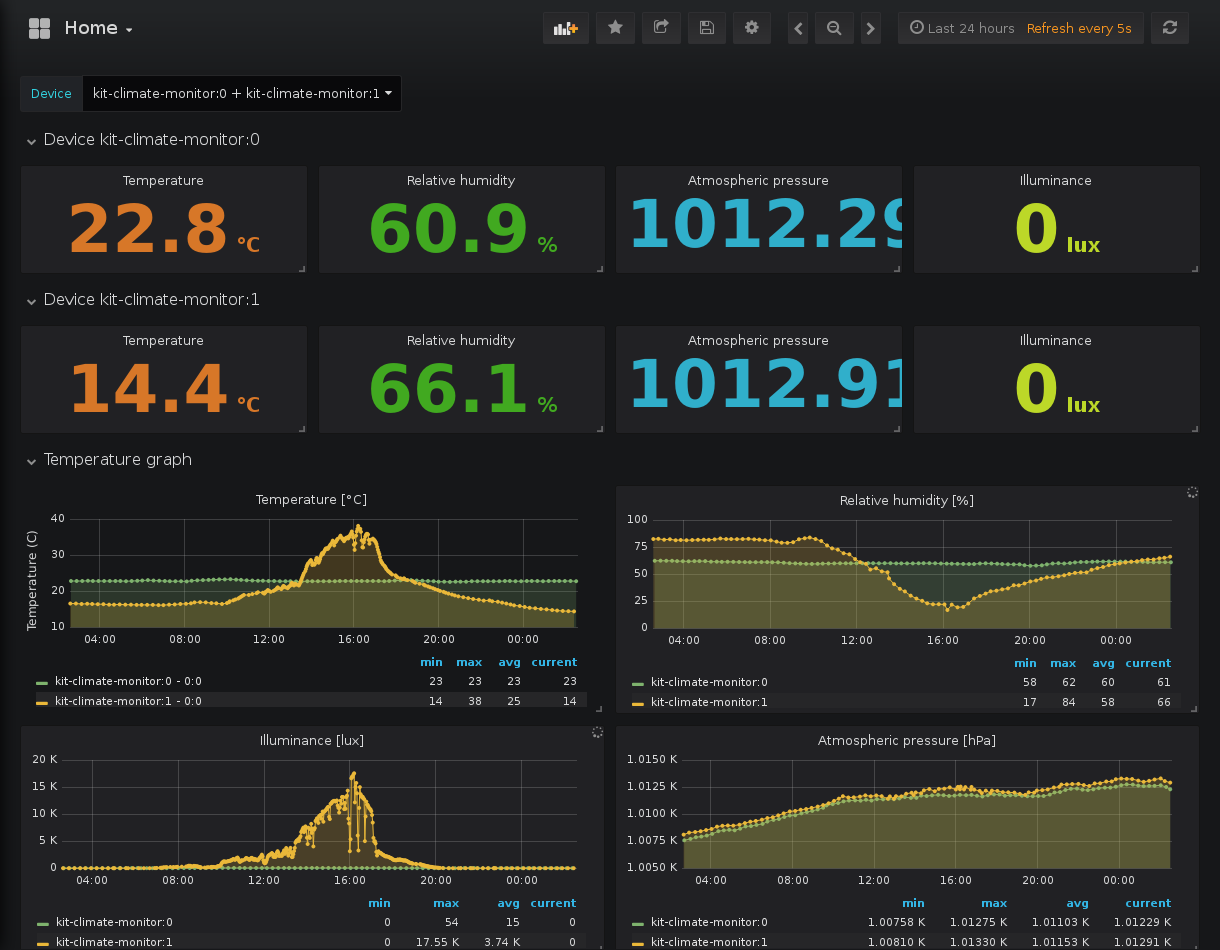 Home
Last 24 hours Refresh every 5s
Device kit-climate-monitor:0 + kit-climate-monitor:1
Device kit-climate-monitor:0
Temperature Relative humidity Atmospheric pressure Illuminance
22.8 °C 60.9 % 1012.29 0 lux
Device kit-climate-monitor:1
Temperature Relative humidity Atmospheric pressure Illuminance
14.4 °C 66.1 % 1012.91 0 lux
Temperature graph
Temperature [°C]
Temperature (C)
40
30
20
10
04:00 08:00 12:00 16:00 20:00 00:00
min max avg current
kit-climate-monitor:0 - 0:0 23 23 23 23
kit-climate-monitor:1 - 0:0 14 38 25 14
Relative humidity [%]
100
75
50
25
0
04:00 08:00 12:00 16:00 20:00 00:00
min max avg current
kit-climate-monitor:0 58 62 60 61
kit-climate-monitor:1 17 84 58 66
Illuminance [lux]
20 K
15 K
10 K
5 K
0
04:00 08:00 12:00 16:00 20:00 00:00
min max avg current
kit-climate-monitor:0 0 54 15 0
kit-climate-monitor:1 0 17.55 K 3.74 K 0
Atmospheric pressure [hPa]
1.0150 K
1.0125 K
1.0100 K
1.0075 K
1.0050 K
04:00 08:00 12:00 16:00 20:00 00:00
min max avg current
kit-climate-monitor:0 1.00758 K 1.01275 K 1.01103 K 1.01229 K
kit-climate-monitor:1 1.00810 K 1.01330 K 1.01153 K 1.01291 K